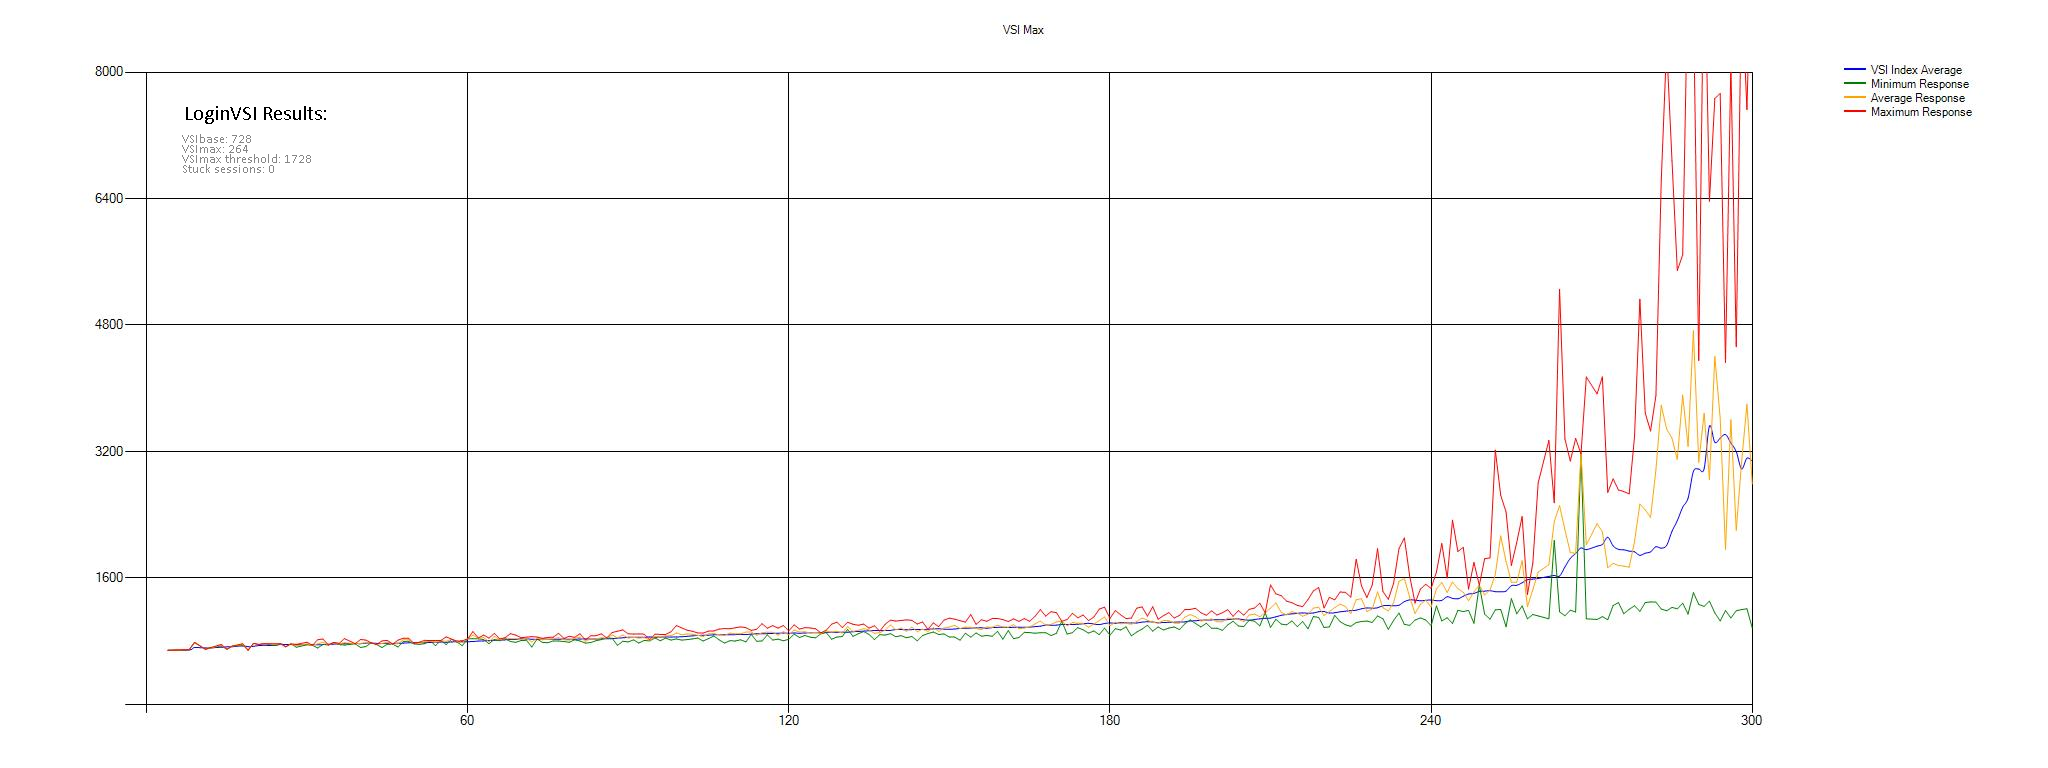 VSI Max
8000
6400
4800
3200
1600
60
120
180
240
300
LoginVSI Results:
VSIbase: 728
VSImax: 264
VSImax threshold: 1728
Stuck sessions: 0
VSI Index Average
Minimum Response
Average Response
Maximum Response